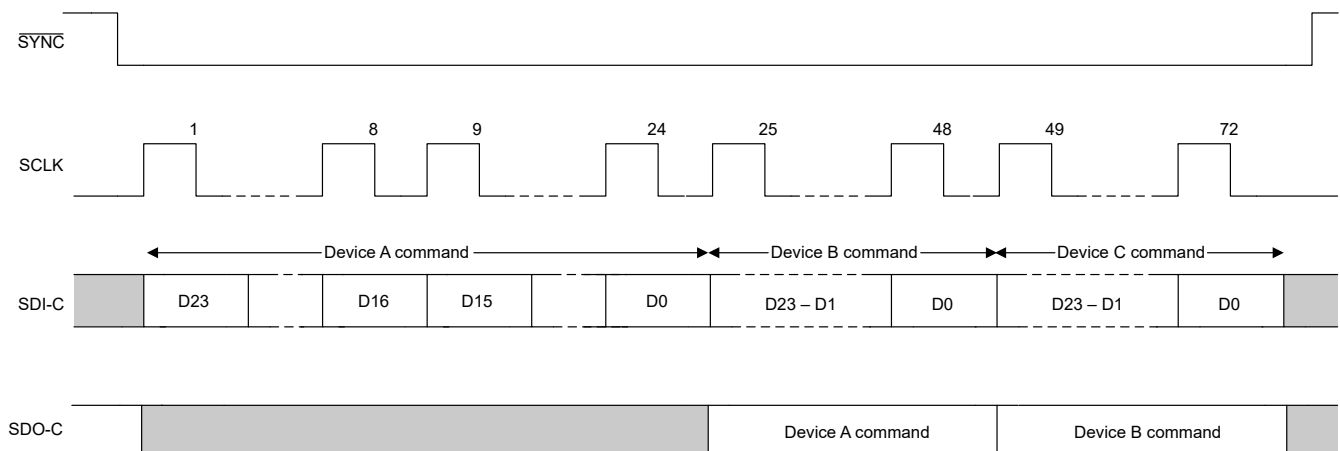 SYNC
1 8 9 24 25 48 49 72
SCLK
Device A command Device B command Device C command
SDI-C D23 D16 D15 D0 D23 – D1 D0 D23 – D1 D0
SDO-C Device A command Device B command